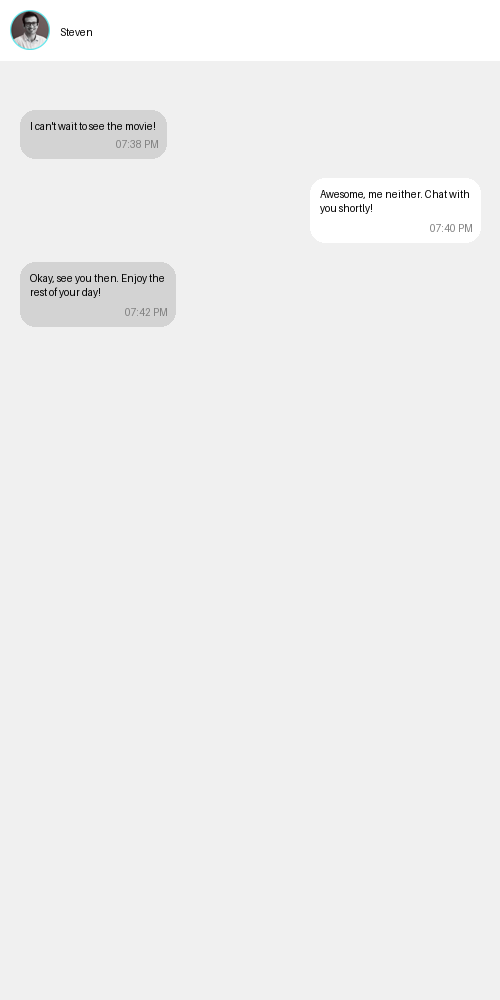 Steven
I can't wait to see the movie!
07:38 PM
Awesome, me neither. Chat with
you shortly!
07:40 PM
Okay, see you then. Enjoy the
rest of your day!
07:42 PM